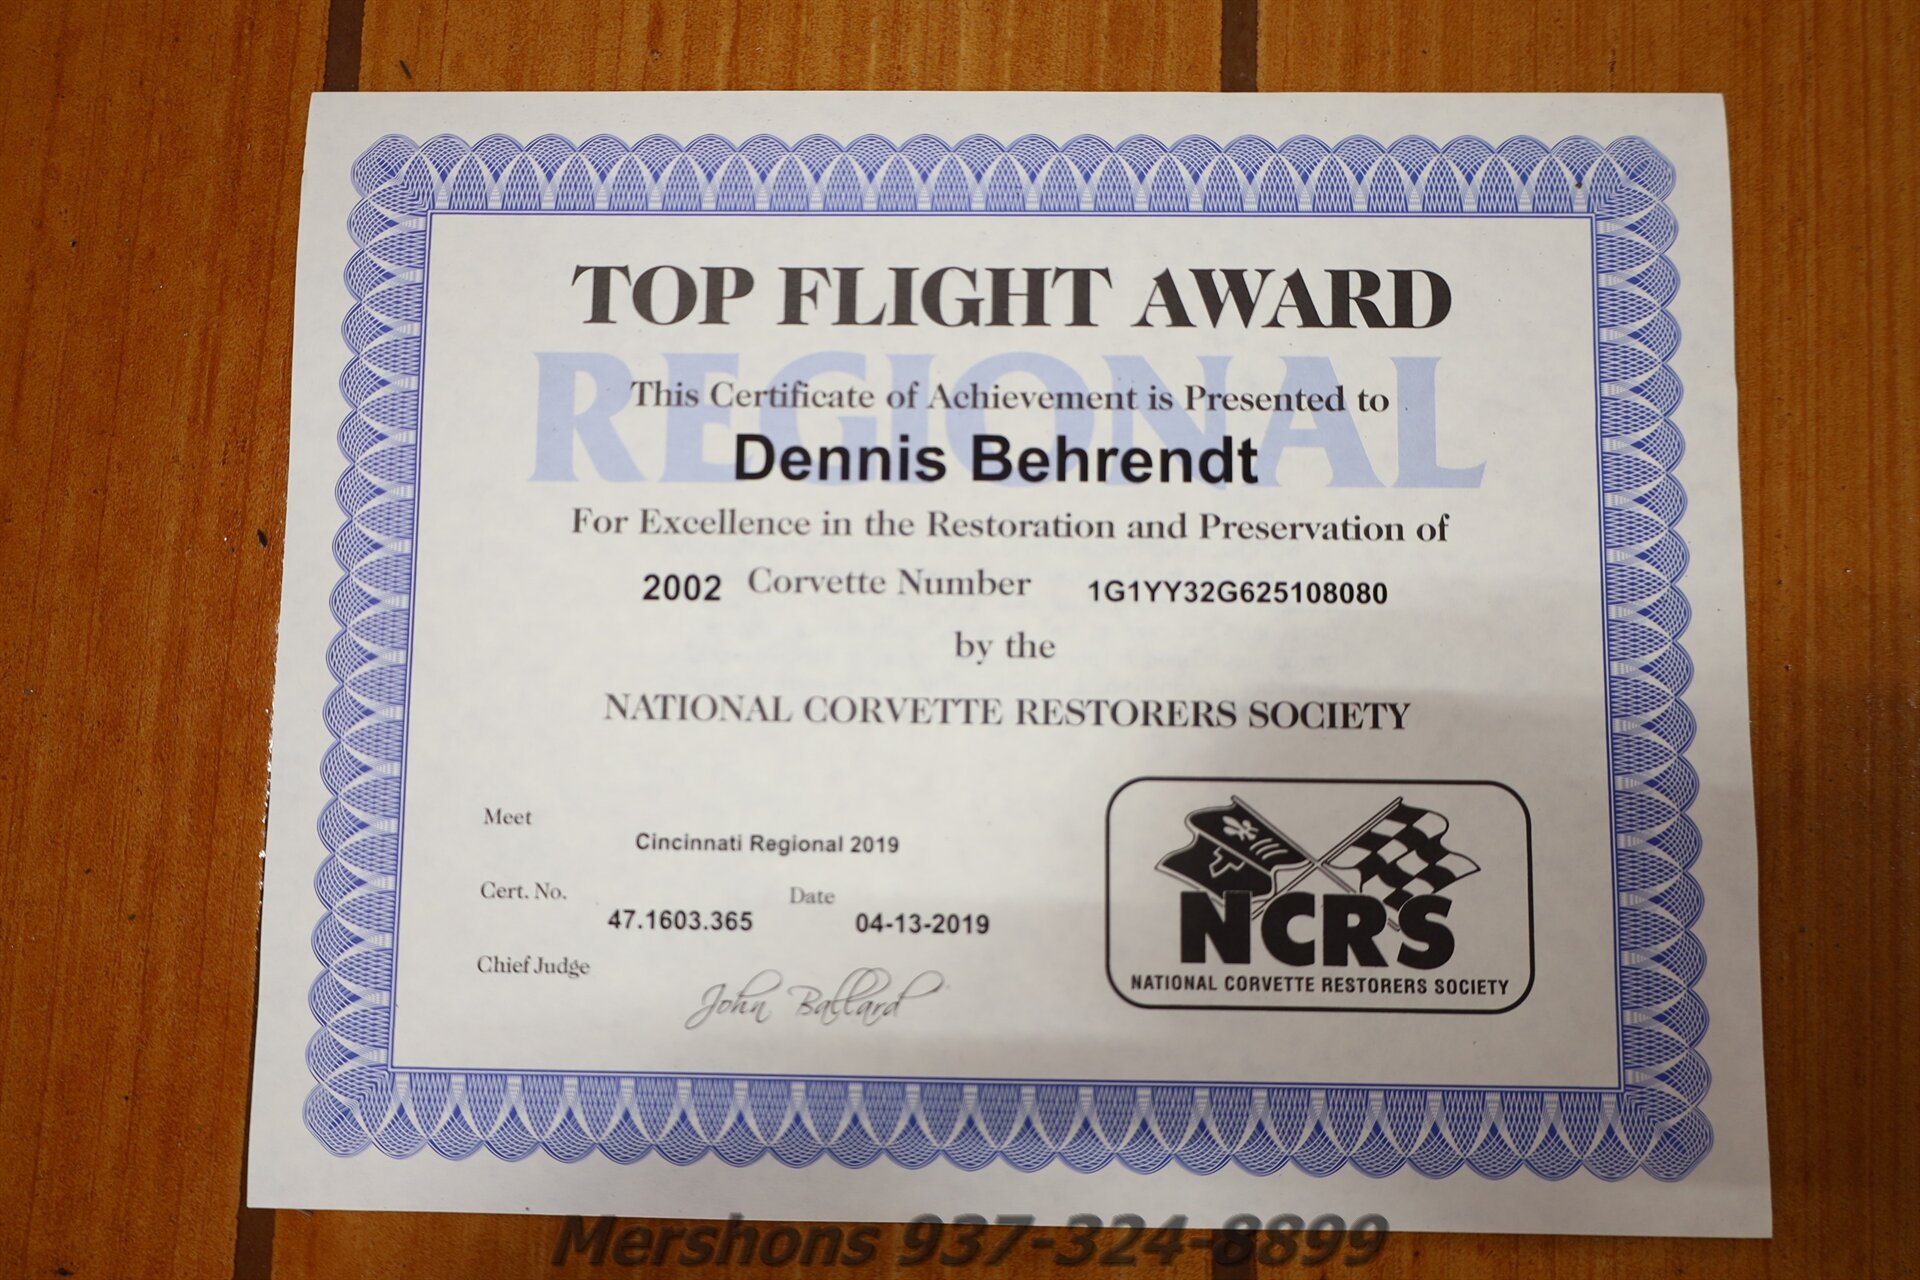 TOP FLIGHT AWARD
REGIONAL
This Certificate of Achievement is Presented to
Dennis Behrendt
For Excellence in the Restoration and Preservation of
2002 Corvette Number 1G1YY32G625108080
by the
NATIONAL CORVETTE RESTORERS SOCIETY
Meet
Cincinnati Regional 2019
Cert. No. 47.1603.365 Date 04-13-2019
Chief Judge
John Ballard
NCRS
NATIONAL CORVETTE RESTORERS SOCIETY
Mershons 937-324-8899